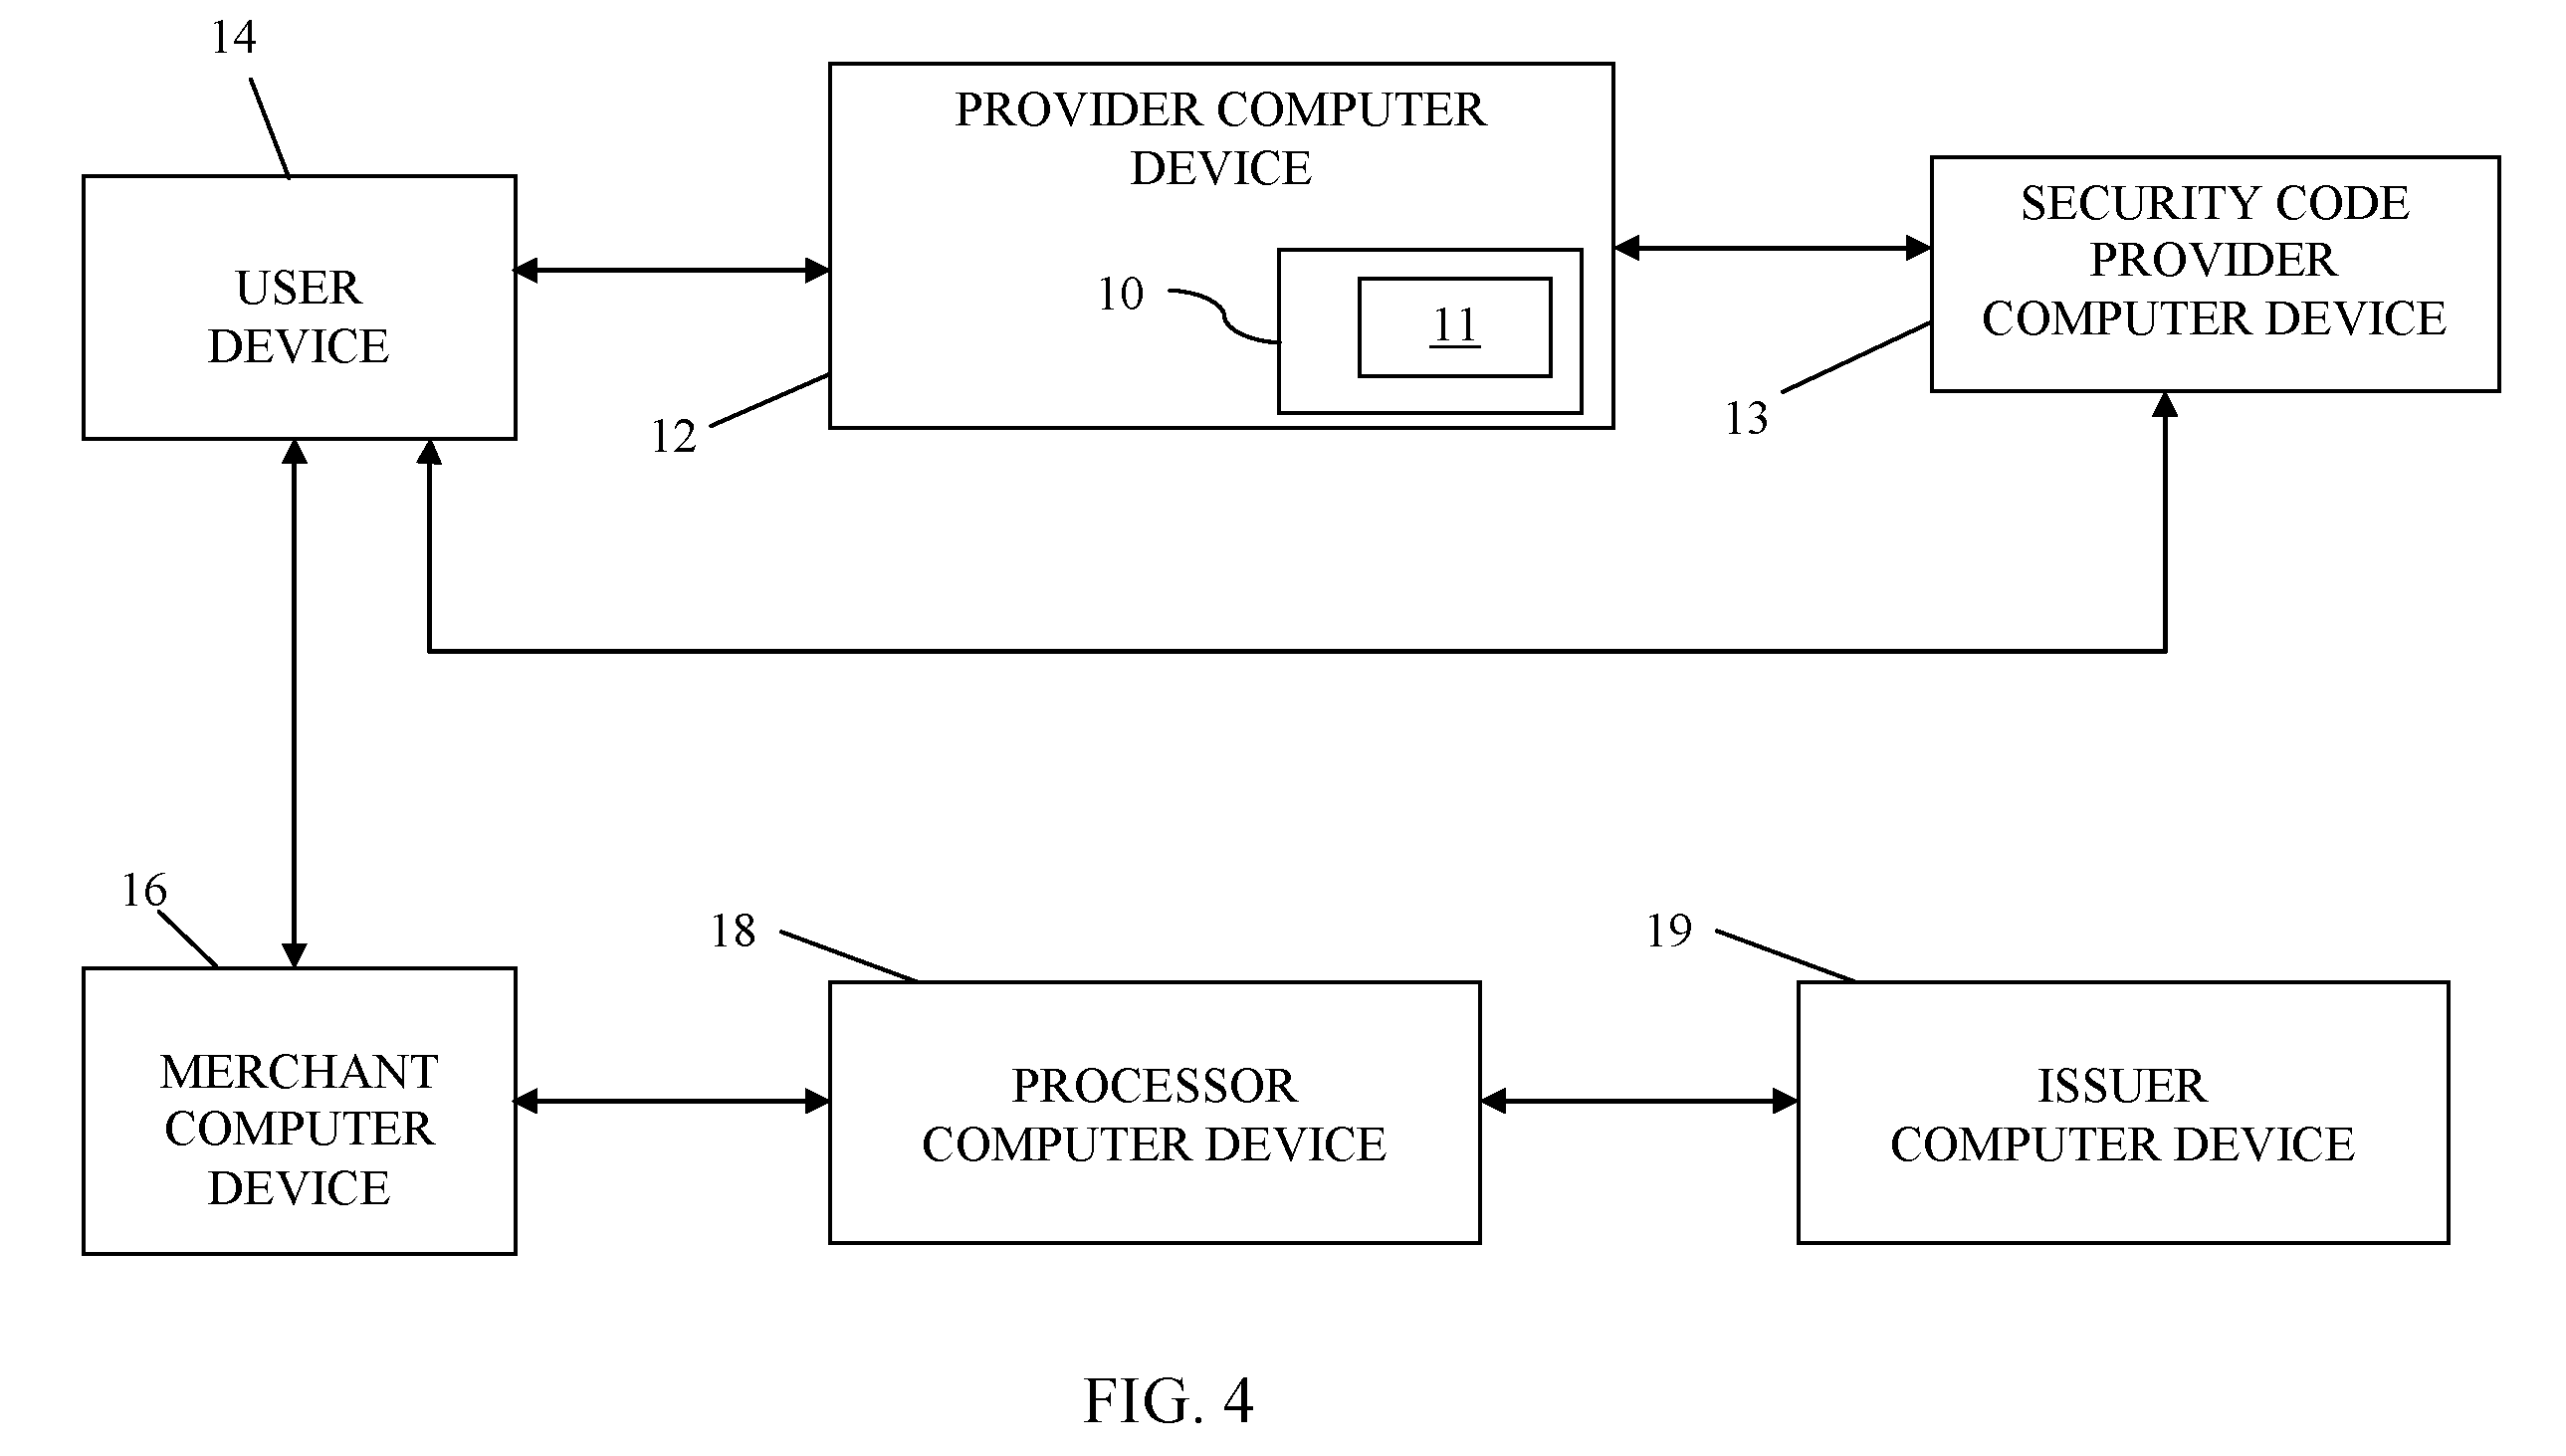 14
PROVIDER COMPUTER
DEVICE
SECURITY CODE
PROVIDER
COMPUTER DEVICE
USER
DEVICE
10
11
12
13
16
18
19
MERCHANT
COMPUTER
DEVICE
PROCESSOR
COMPUTER DEVICE
ISSUER
COMPUTER DEVICE
FIG. 4